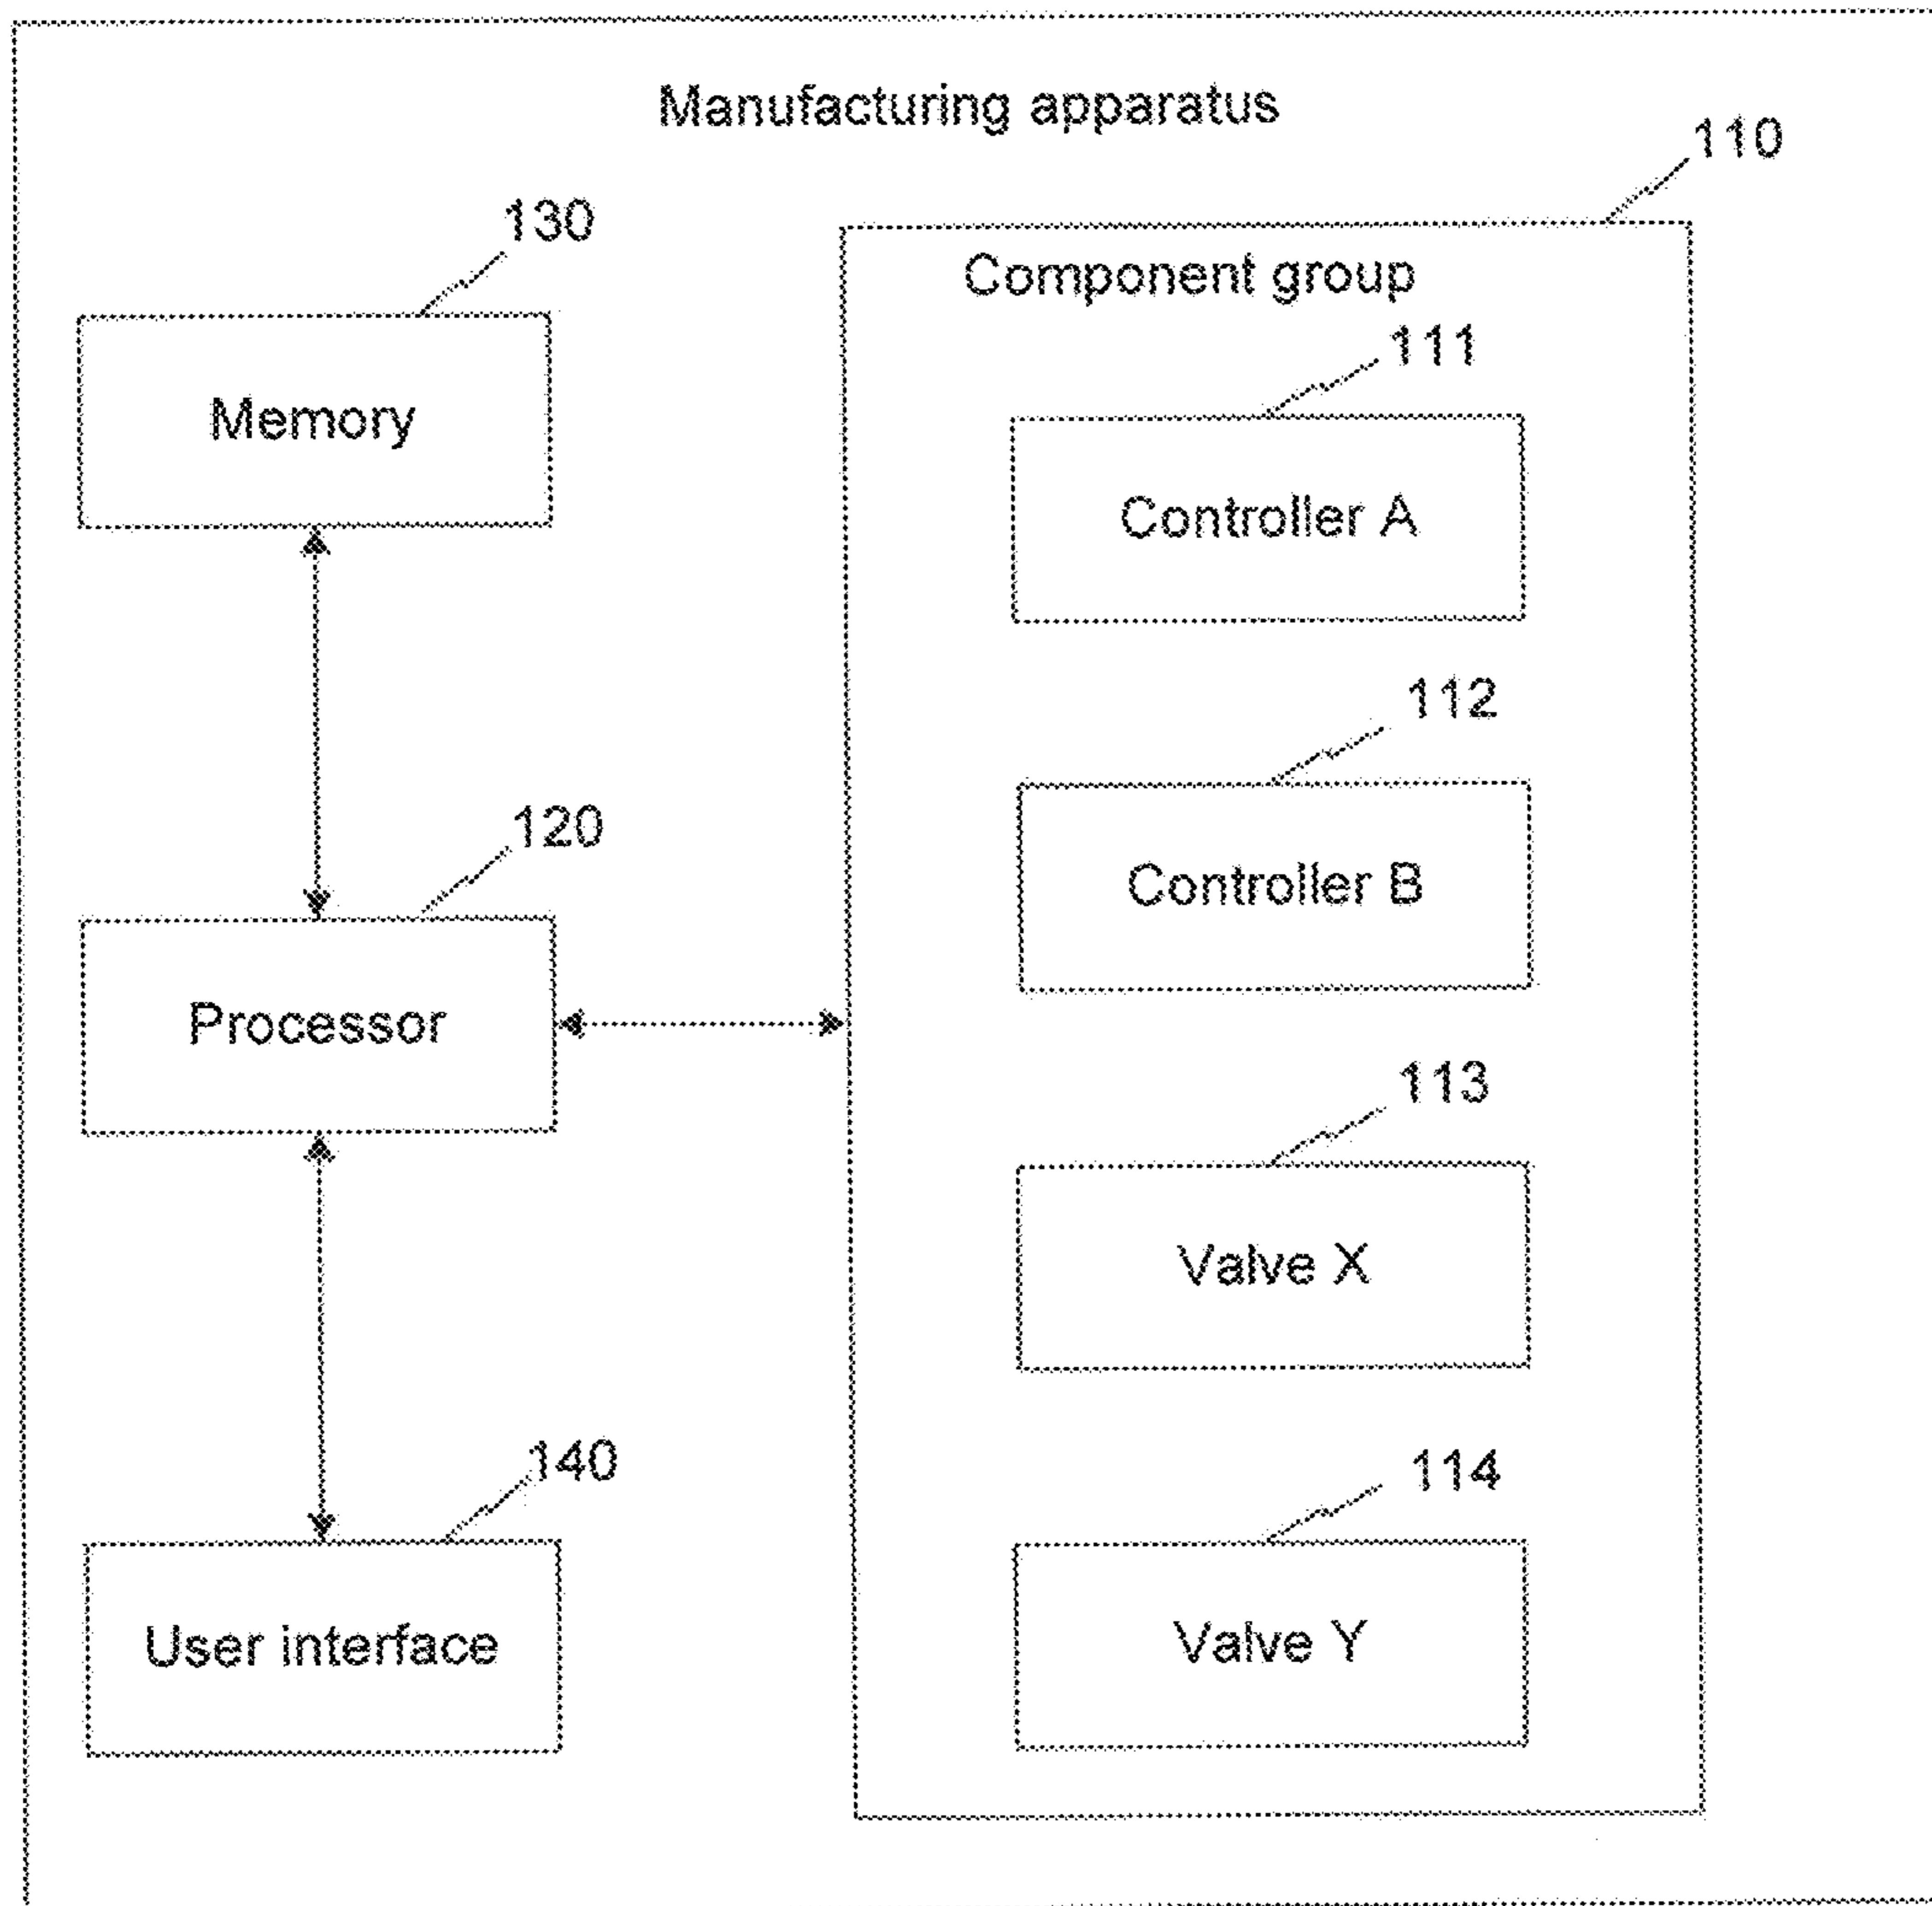 Manufacturing apparatus
110
130
Component group
111
Memory
Controller A
112
120
Controller B
Processor
113
Valve X
140
114
User interface
Valve Y